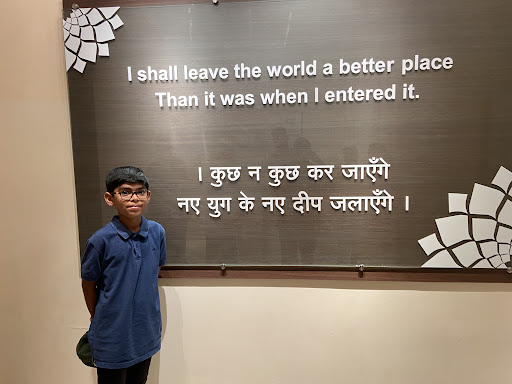 I shall leave the world a better place
Than it was when I entered it.
। कुछ न कुछ कर जाएँगे
नए युग के नए दीप जलाएँगे ।